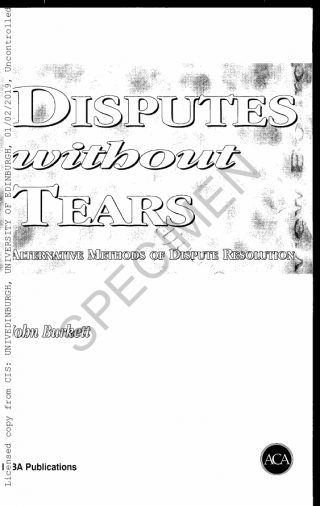 DISPUTES
without
TEARS
ALTERNATIVE METHODS OF DISPUTE RESOLUTION
John Burkett
BA Publications
ACA
SPECIMEN
Licensed copy from CIS: UNIVEDINBURGH, UNIVERSITY OF EDINBURGH, 01/02/2019, Uncontrolled